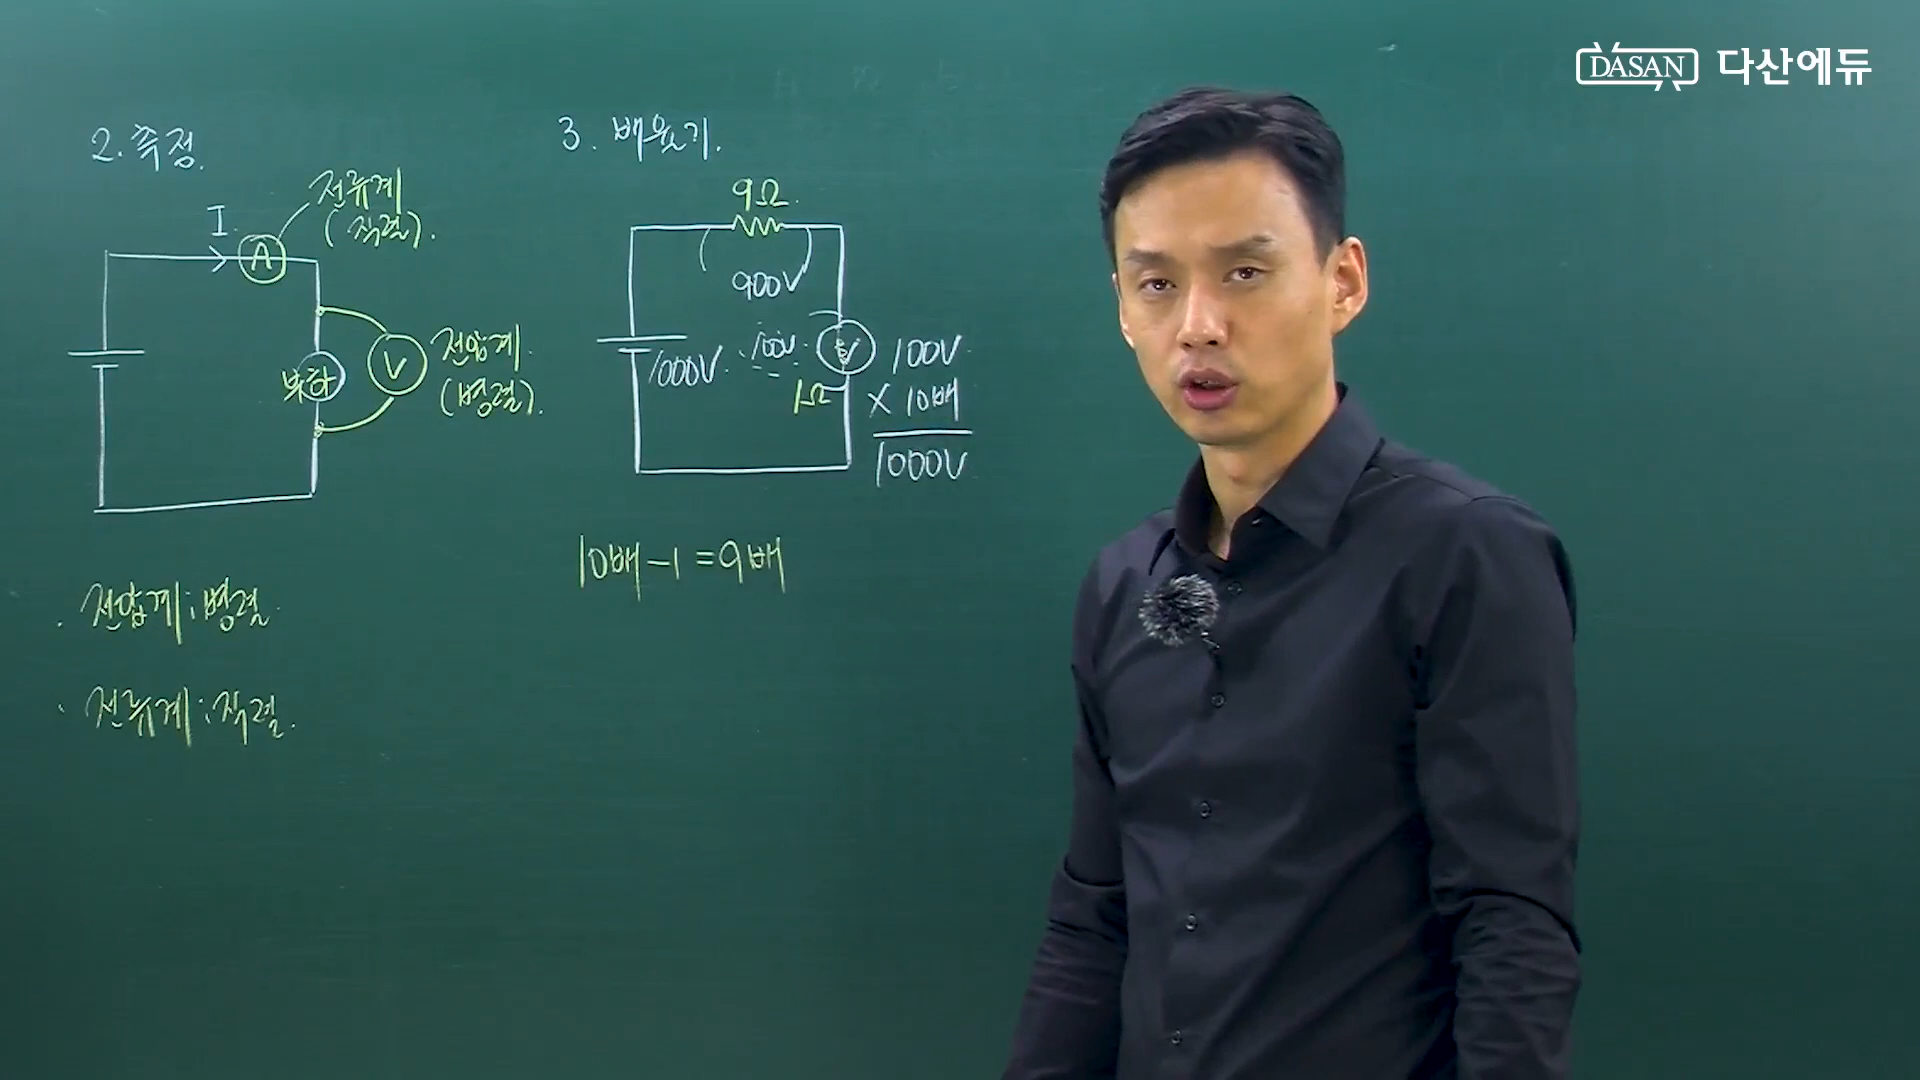 DASAN 다산에듀
2. 측정.
I.
A
전류계
(직렬).
부하
V
전압계.
(병렬).
· 전압계 : 병렬.
· 전류계 : 직렬.
3. 배율기.
9Ω.
900V
1000V.
100V.
V
1Ω
100V.
× 10배
1000V
10배 - 1 = 9배